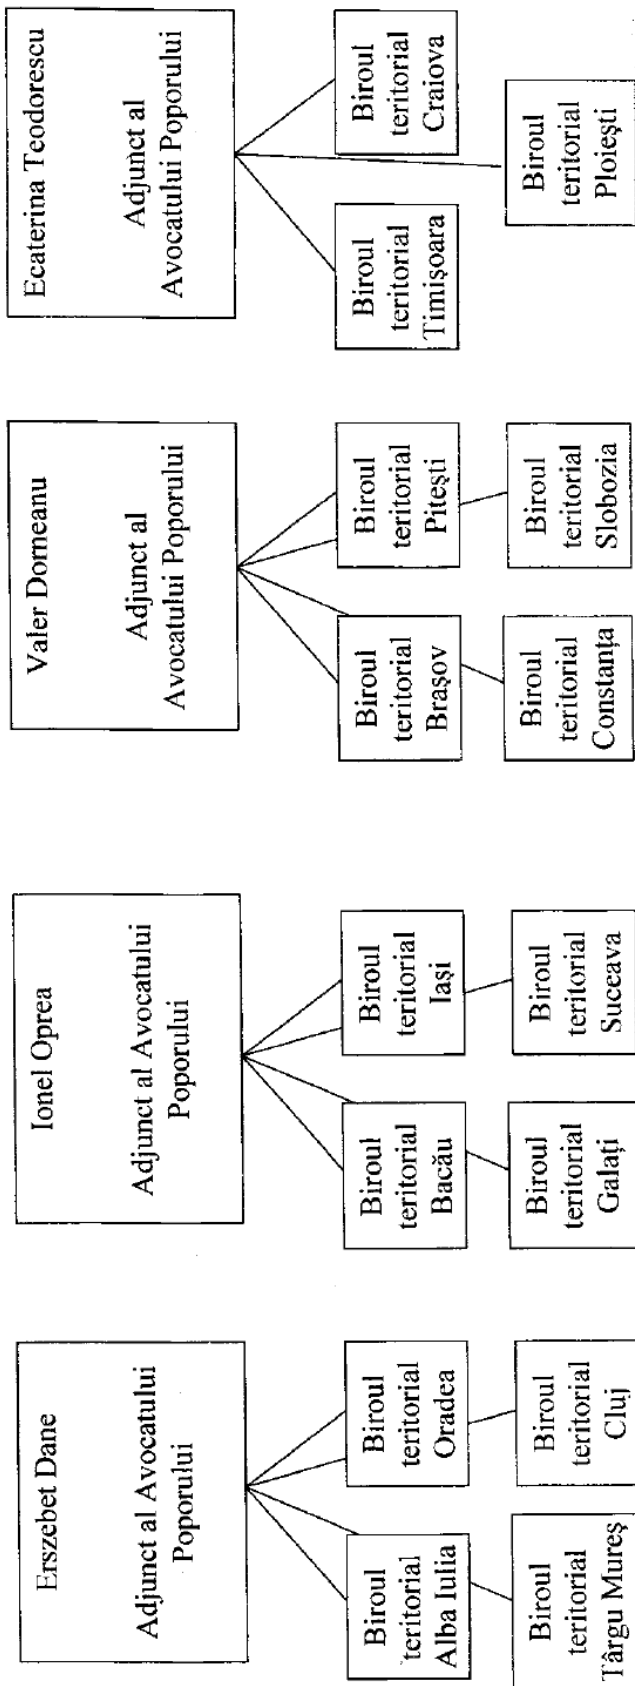 Erszebet Dane
Adjunct al Avocatului
Poporului
Biroul
teritorial
Alba Iulia
Biroul
teritorial
Oradea
Biroul
teritorial
Târgu Mureș
Biroul
teritorial
Cluj
Ionel Oprea
Adjunct al Avocatului
Poporului
Biroul
teritorial
Bacău
Biroul
teritorial
Iași
Biroul
teritorial
Galați
Biroul
teritorial
Suceava
Valer Dorneanu
Adjunct al
Avocatului Poporului
Biroul
teritorial
Brașov
Biroul
teritorial
Pitești
Biroul
teritorial
Constanța
Biroul
teritorial
Slobozia
Ecaterina Teodorescu
Adjunct al
Avocatului Poporului
Biroul
teritorial
Timișoara
Biroul
teritorial
Craiova
Biroul
teritorial
Ploiești